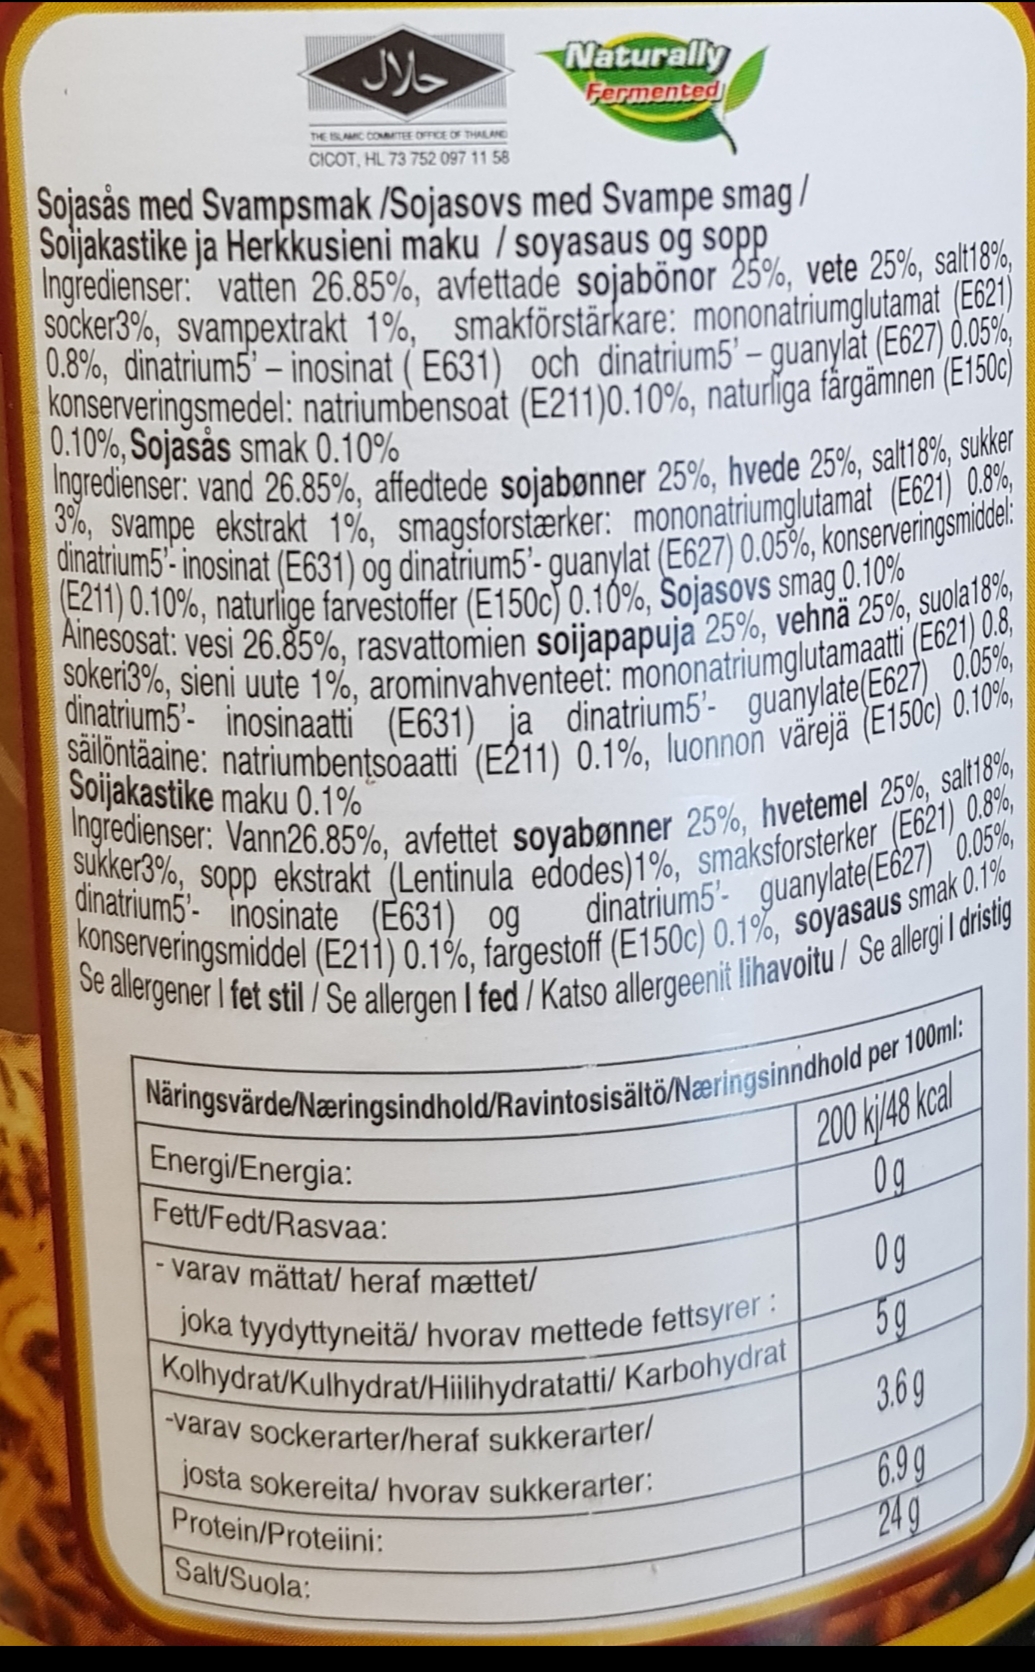 حلال
THE ISLAMIC COMMITTEE OFFICE OF THAILAND
CICOT, HL 73 752 097 11 58
Naturally
Fermented
Sojasås med Svampsmak /Sojasovs med Svampe smag /
Soijakastike ja Herkkusieni maku / soyasaus og sopp
Ingredienser: vatten 26.85%, avfettade sojabönor 25%, vete 25%, salt18%,
socker3%, svampextrakt 1%, smakförstärkare: mononatriumglutamat (E621)
0.8%, dinatrium5' – inosinat ( E631) och dinatrium5' – guanylat (E627) 0.05%,
konserveringsmedel: natriumbensoat (E211)0.10%, naturliga färgämnen (E150c)
0.10%, Sojasås smak 0.10%
Ingredienser: vand 26.85%, affedtede sojabønner 25%, hvede 25%, salt18%, sukker
3%, svampe ekstrakt 1%, smagsforstærker: mononatriumglutamat (E621) 0.8%,
dinatrium5'- inosinat (E631) og dinatrium5'- guanylat (E627) 0.05%, konserveringsmiddel:
(E211) 0.10%, naturlige farvestoffer (E150c) 0.10%, Sojasovs smag 0.10%
Ainesosat: vesi 26.85%, rasvattomien soijapapuja 25%, vehnä 25%, suola18%,
sokeri3%, sieni uute 1%, arominvahventeet: mononatriumglutamaatti (E621) 0.8,
dinatrium5'- inosinaatti (E631) ja dinatrium5'- guanylate(E627) 0.05%,
säilöntäaine: natriumbentsoaatti (E211) 0.1%, luonnon värejä (E150c) 0.10%,
Soijakastike maku 0.1%
Ingredienser: Vann26.85%, avfettet soyabønner 25%, hvetemel 25%, salt18%,
sukker3%, sopp ekstrakt (Lentinula edodes)1%, smaksforsterker (E621) 0.8%,
dinatrium5'- inosinate (E631) og dinatrium5'- guanylate(E627) 0.05%,
konserveringsmiddel (E211) 0.1%, fargestoff (E150c) 0.1%, soyasaus smak 0.1%
Se allergener I fet stil / Se allergen I fed / Katso allergeenit lihavoitu / Se allergi I dristig
Näringsvärde/Næringsindhold/Ravintosisältö/Næringsinndhold per 100ml:
Energi/Energia: 200 kj/48 kcal
Fett/Fedt/Rasvaa: 0 g
- varav mättat/ heraf mættet/
joka tyydyttyneitä/ hvorav mettede fettsyrer : 0 g
Kolhydrat/Kulhydrat/Hiilihydratatti/ Karbohydrat 5 g
-varav sockerarter/heraf sukkerarter/
josta sokereita/ hvorav sukkerarter: 3.6 g
Protein/Proteiini: 6.9 g
Salt/Suola: 24 g